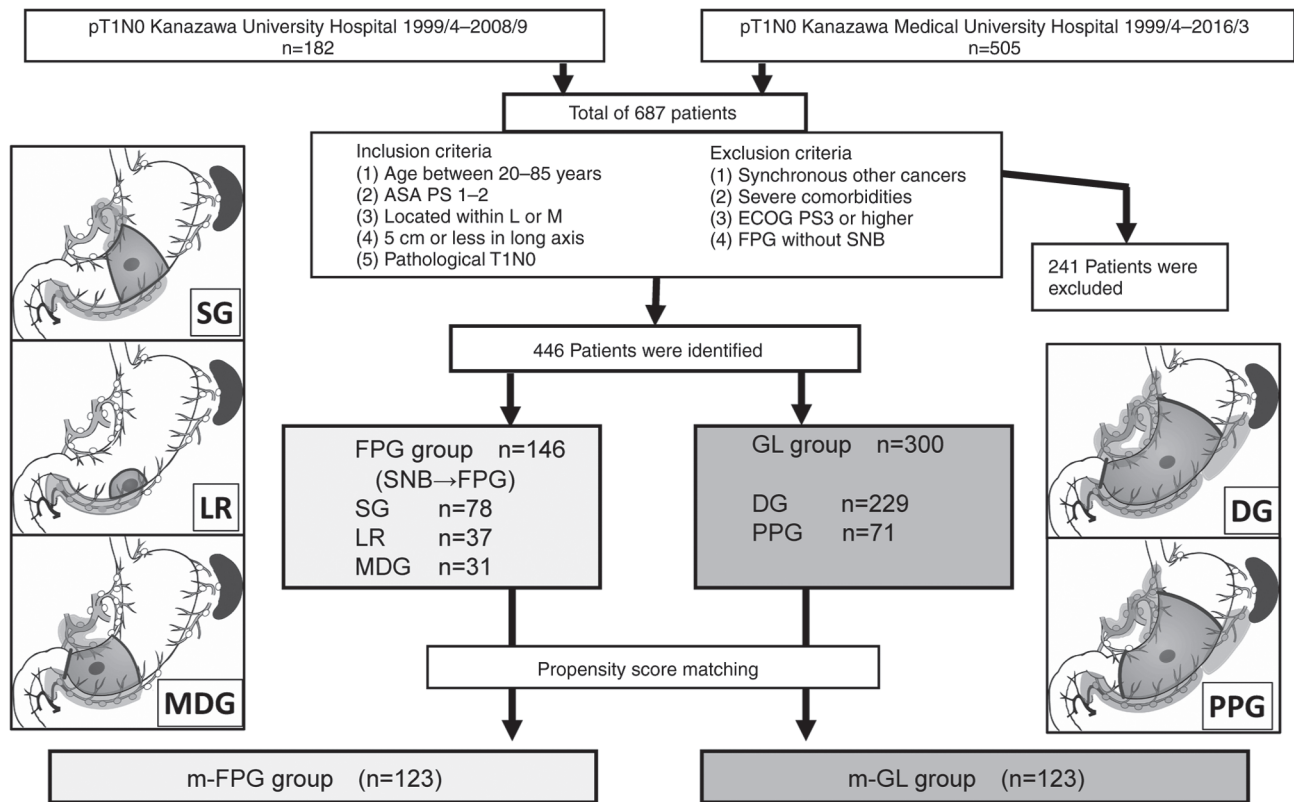 pT1N0 Kanazawa University Hospital 1999/4–2008/9
n=182
pT1N0 Kanazawa Medical University Hospital 1999/4–2016/3
n=505
Total of 687 patients
Inclusion criteria
(1) Age between 20–85 years
(2) ASA PS 1–2
(3) Located within L or M
(4) 5 cm or less in long axis
(5) Pathological T1N0
Exclusion criteria
(1) Synchronous other cancers
(2) Severe comorbidities
(3) ECOG PS3 or higher
(4) FPG without SNB
241 Patients were
excluded
446 Patients were identified
SG
LR
MDG
FPG group n=146
(SNB→FPG)
SG n=78
LR n=37
MDG n=31
GL group n=300
DG n=229
PPG n=71
DG
PPG
Propensity score matching
m-FPG group (n=123)
m-GL group (n=123)